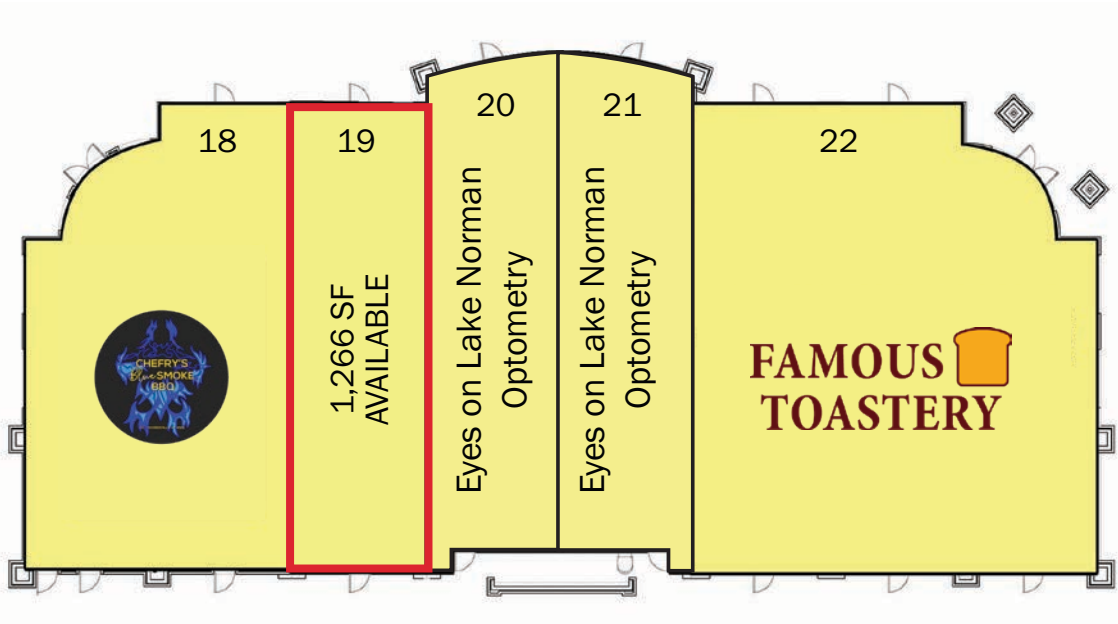 18
19
20
21
22
1,266 SF
AVAILABLE
Eyes on Lake Norman
Optometry
Eyes on Lake Norman
Optometry
CHEFRY'S
Blue SMOKE
BBQ
FAMOUS
TOASTERY